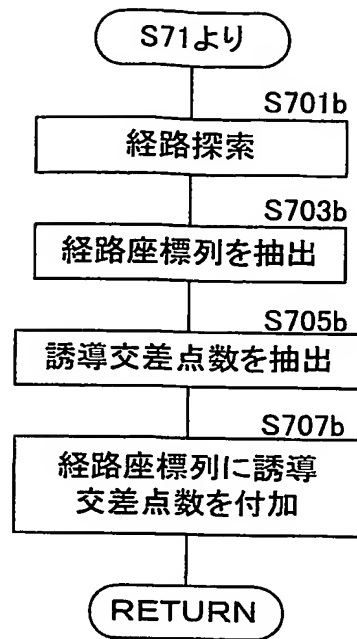 S71より
S701b
経路探索
S703b
経路座標列を抽出
S705b
誘導交差点数を抽出
S707b
経路座標列に誘導
交差点数を付加
RETURN